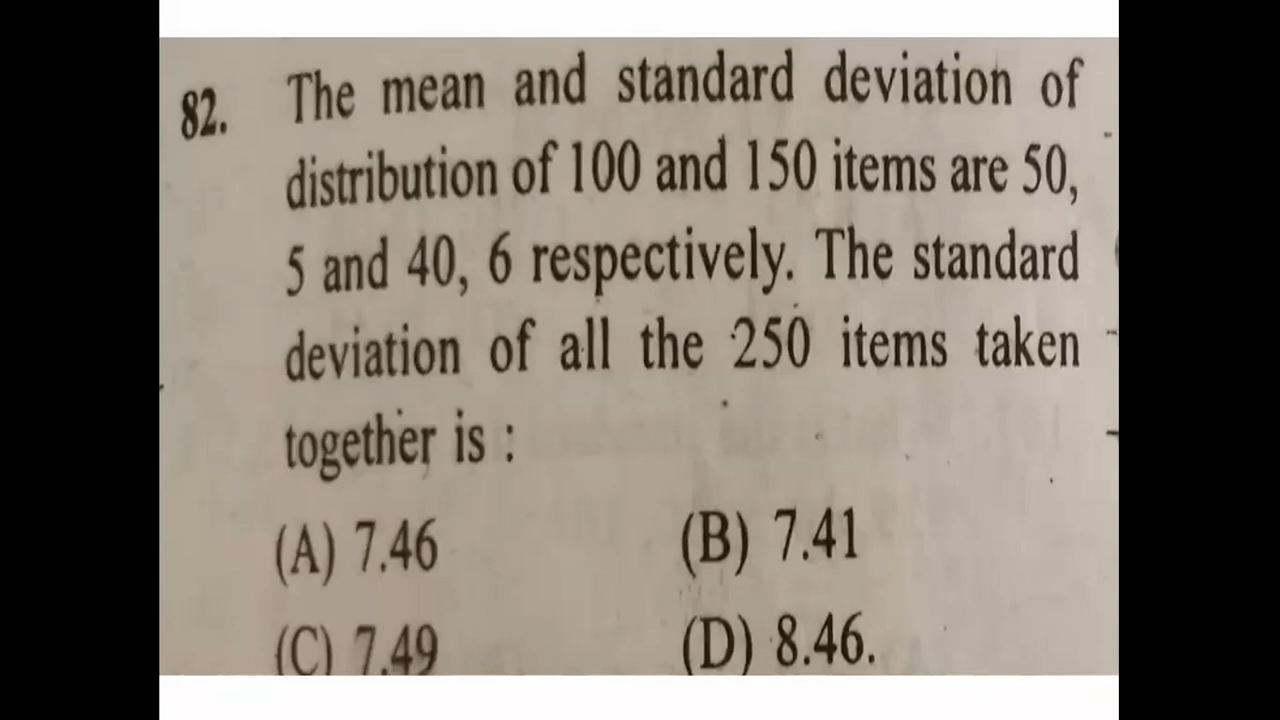 82. The mean and standard deviation of
distribution of 100 and 150 items are 50,
5 and 40, 6 respectively. The standard
deviation of all the 250 items taken
together is :
(A) 7.46 (B) 7.41
(C) 7.49 (D) 8.46.